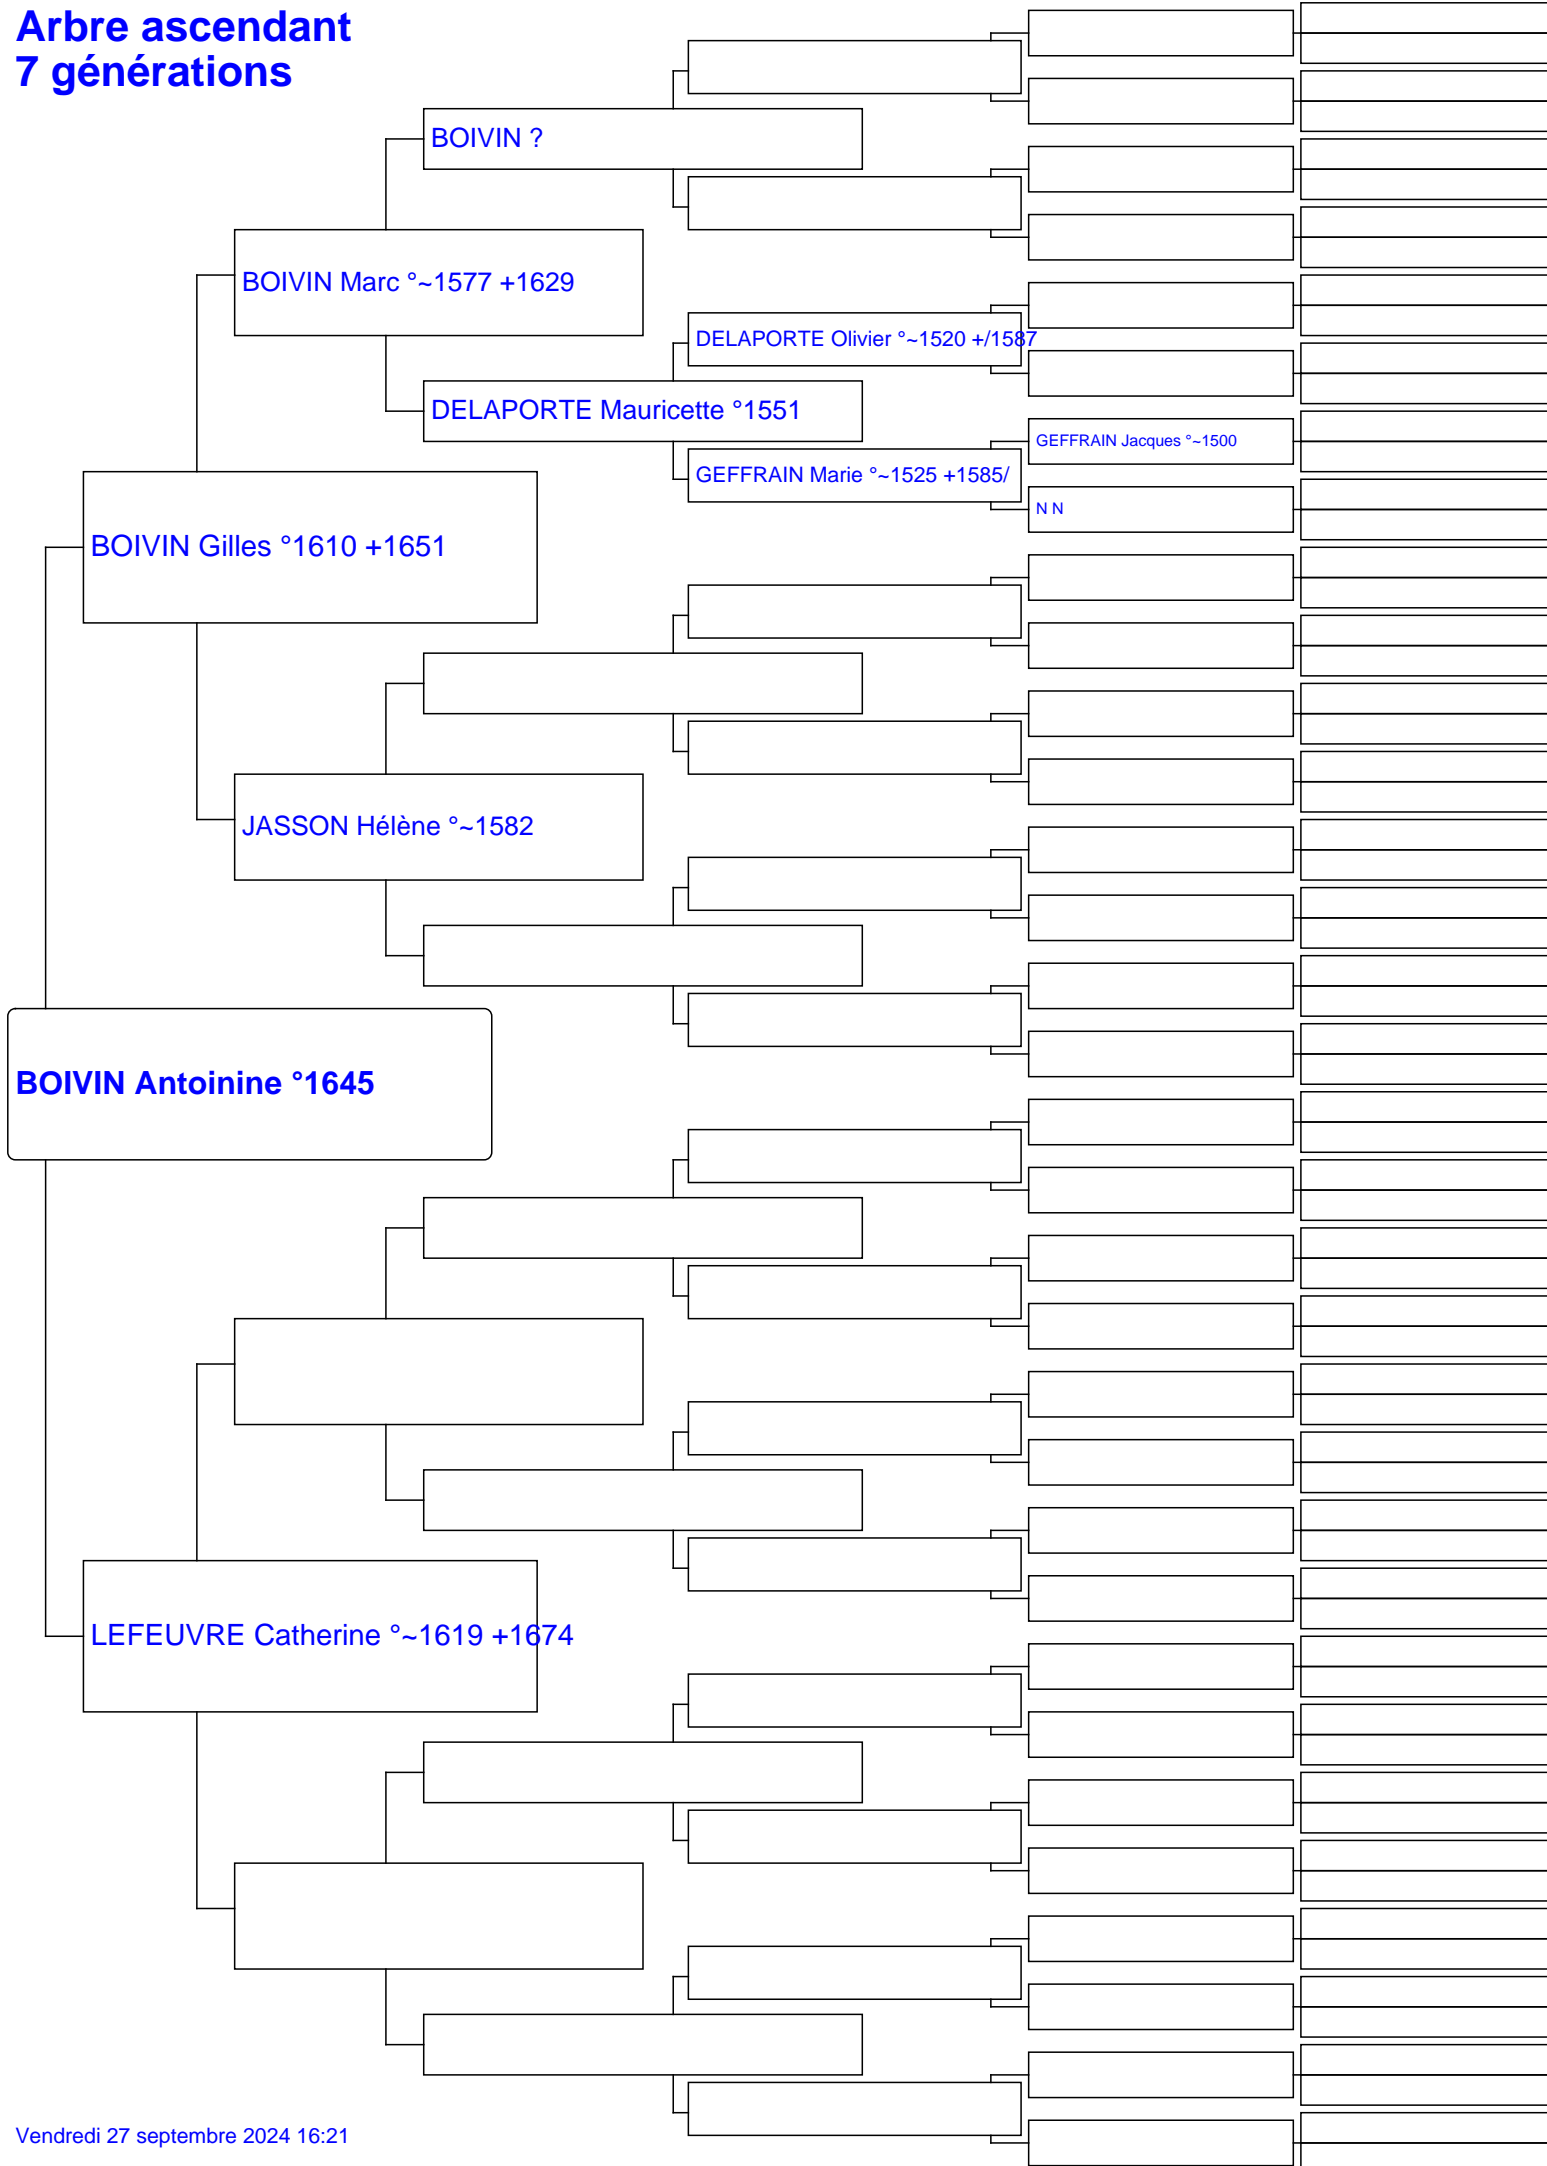 Arbre ascendant
7 générations
BOIVIN ?
BOIVIN Marc °~1577 +1629
DELAPORTE Olivier °~1520 +/1587
DELAPORTE Mauricette °1551
GEFFRAIN Jacques °~1500
GEFFRAIN Marie °~1525 +1585/
N N
BOIVIN Gilles °1610 +1651
JASSON Hélène °~1582
BOIVIN Antoinine °1645
LEFEUVRE Catherine °~1619 +1674
Vendredi 27 septembre 2024 16:21